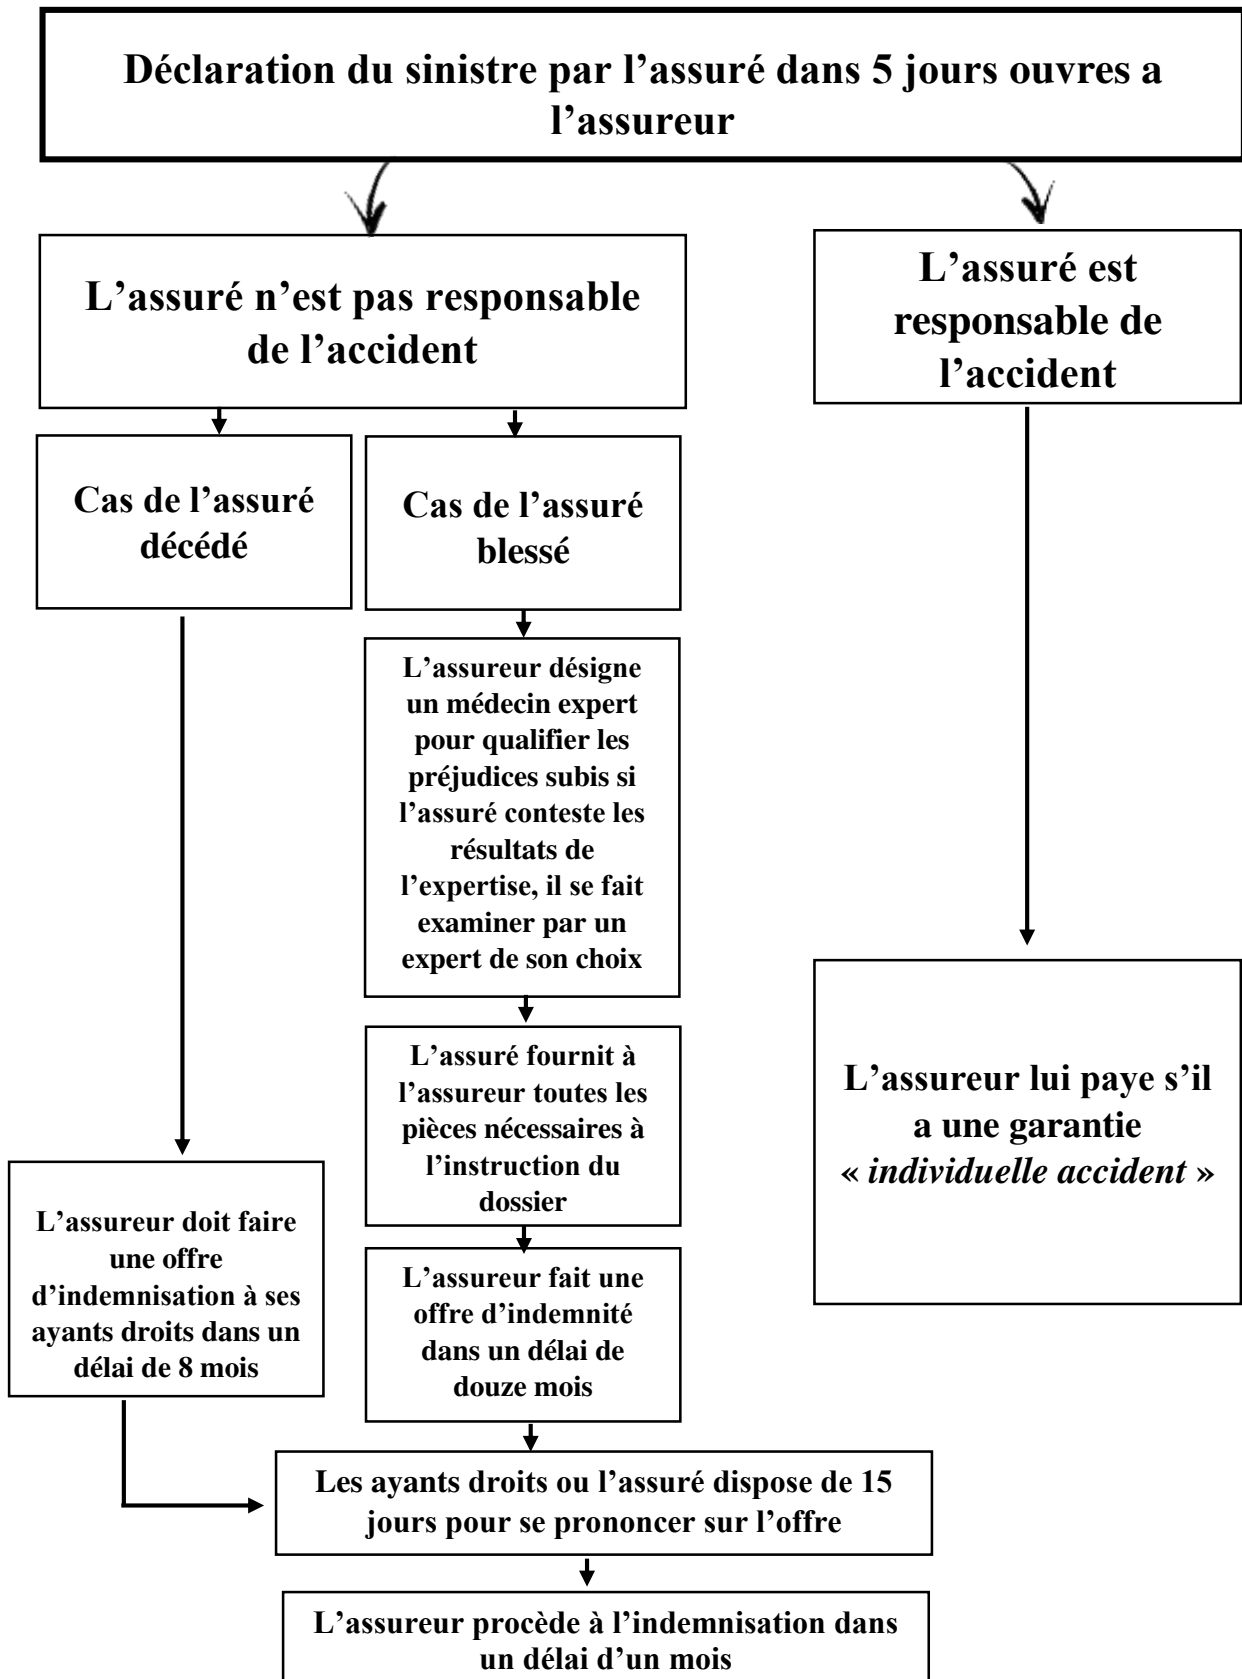 Déclaration du sinistre par l’assuré dans 5 jours ouvres a
l’assureur
L’assuré n’est pas responsable
de l’accident
L’assuré est
responsable de
l’accident
Cas de l’assuré
décédé
Cas de l’assuré
blessé
L’assureur désigne
un médecin expert
pour qualifier les
préjudices subis si
l’assuré conteste les
résultats de
l’expertise, il se fait
examiner par un
expert de son choix
L’assuré fournit à
l’assureur toutes les
pièces nécessaires à
l’instruction du
dossier
L’assureur lui paye s’il
a une garantie
« individuelle accident »
L’assureur doit faire
une offre
d’indemnisation à ses
ayants droits dans un
délai de 8 mois
L’assureur fait une
offre d’indemnité
dans un délai de
douze mois
Les ayants droits ou l’assuré dispose de 15
jours pour se prononcer sur l’offre
L’assureur procède à l’indemnisation dans
un délai d’un mois